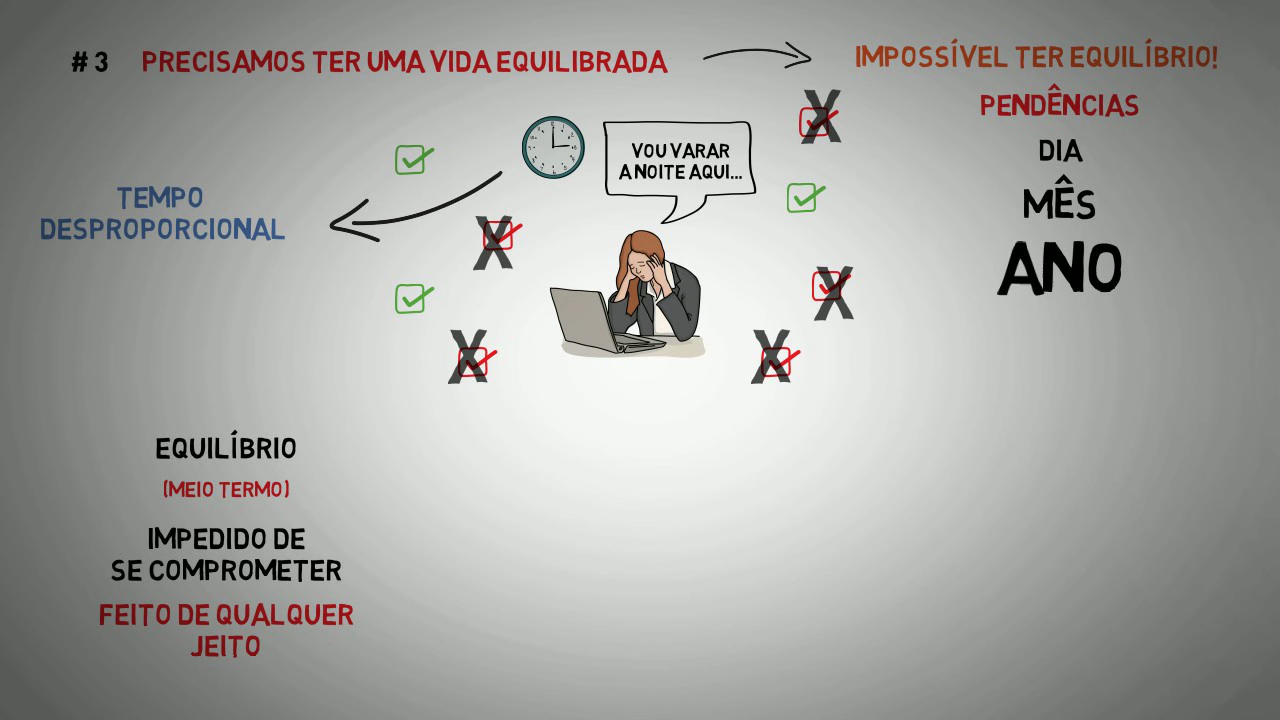 # 3 PRECISAMOS TER UMA VIDA EQUILIBRADA
IMPOSSÍVEL TER EQUILÍBRIO!
PENDÊNCIAS
DIA
MÊS
ANO
VOU VARAR
A NOITE AQUI...
TEMPO
DESPROPORCIONAL
EQUILÍBRIO
(MEIO TERMO)
IMPEDIDO DE
SE COMPROMETER
FEITO DE QUALQUER
JEITO